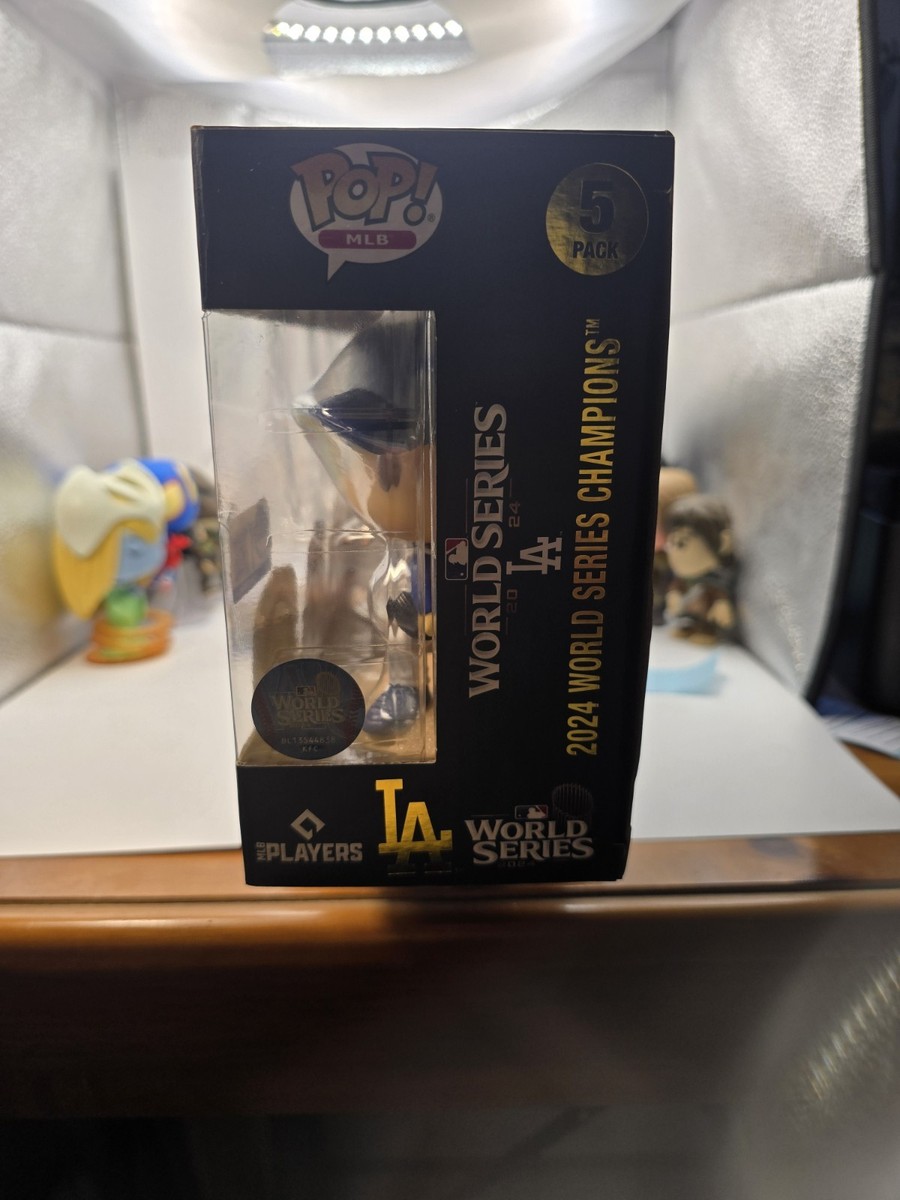 POP!
MLB
5
PACK
WORLD SERIES
20 24
LA
2024 WORLD SERIES CHAMPIONS™
WORLD
SERIES
MLB PLAYERS
LA
WORLD
SERIES